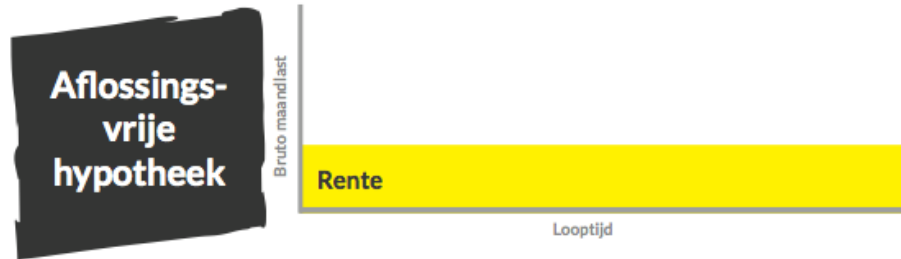 Aflossings-
vrije
hypotheek
Bruto maandlast
Rente
Looptijd